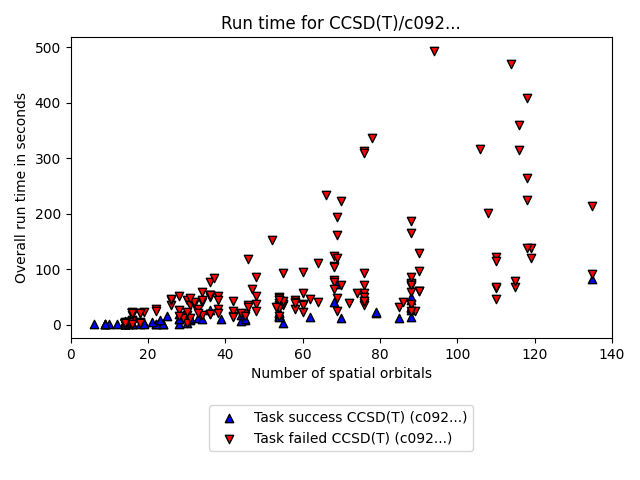 Run time for CCSD(T)/c092...
Overall run time in seconds
500
400
300
200
100
0
0 20 40 60 80 100 120 140
Number of spatial orbitals
Task success CCSD(T) (c092...)
Task failed CCSD(T) (c092...)